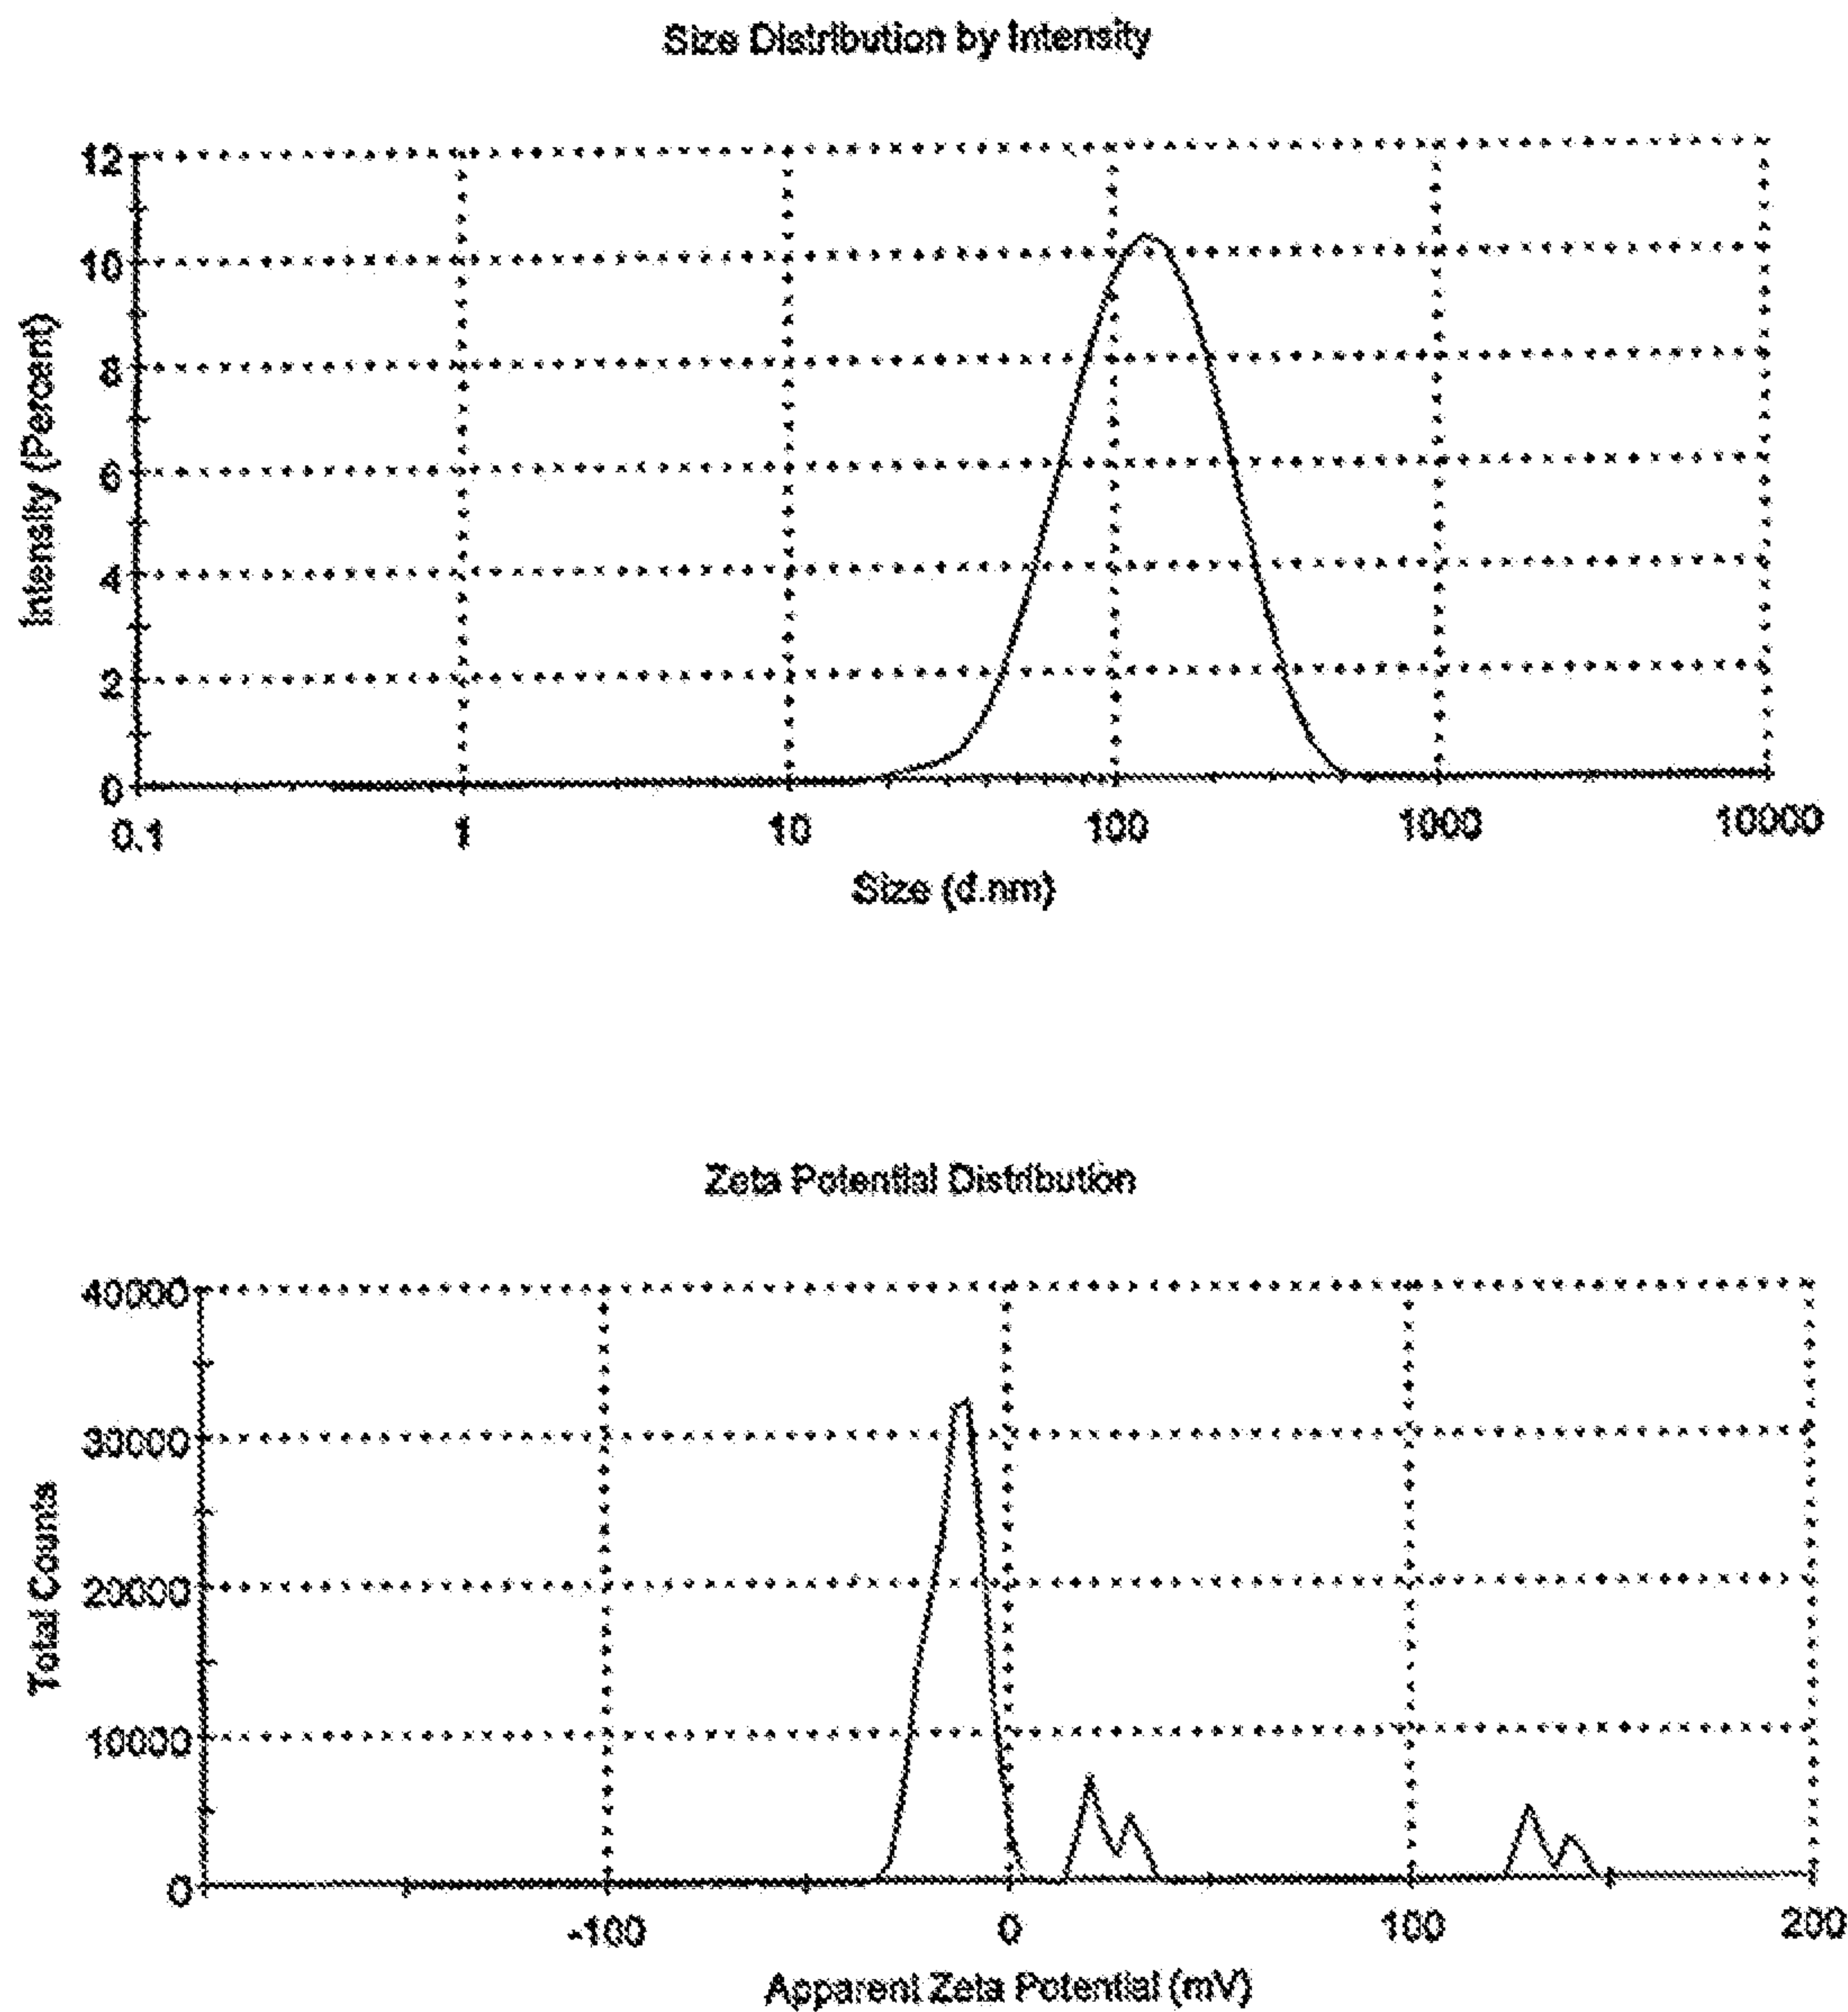 Size Distribution by Intensity
12
10
8
6
4
2
0
Intensity (Percent)
0.1 1 10 100 1000 10000
Size (d.nm)
Zeta Potential Distribution
40000
30000
20000
10000
0
Total Counts
-100 0 100 200
Apparent Zeta Potential (mV)